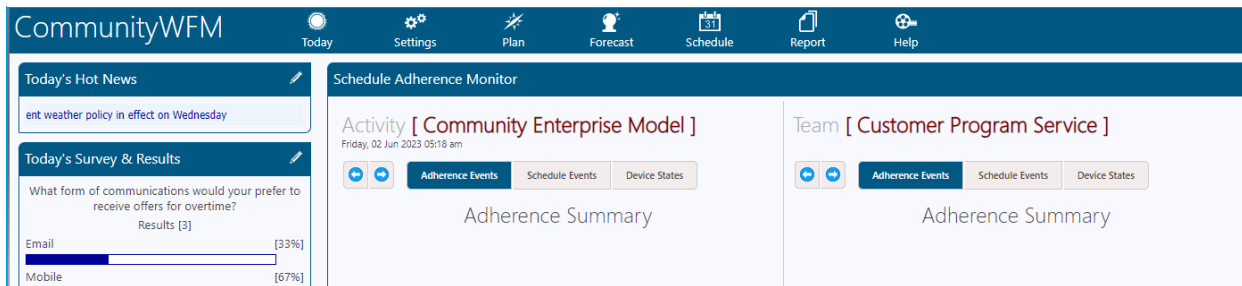 CommunityWFM
Today
Settings
Plan
Forecast
31
Schedule
Report
Help
Today's Hot News
ent weather policy in effect on Wednesday
Today's Survey & Results
What form of communications would your prefer to
receive offers for overtime?
Results [3]
Email [33%]
Mobile [67%]
Schedule Adherence Monitor
Activity [ Community Enterprise Model ]
Friday, 02 Jun 2023 05:18 am
Adherence Events Schedule Events Device States
Adherence Summary
Team [ Customer Program Service ]
Adherence Events Schedule Events Device States
Adherence Summary